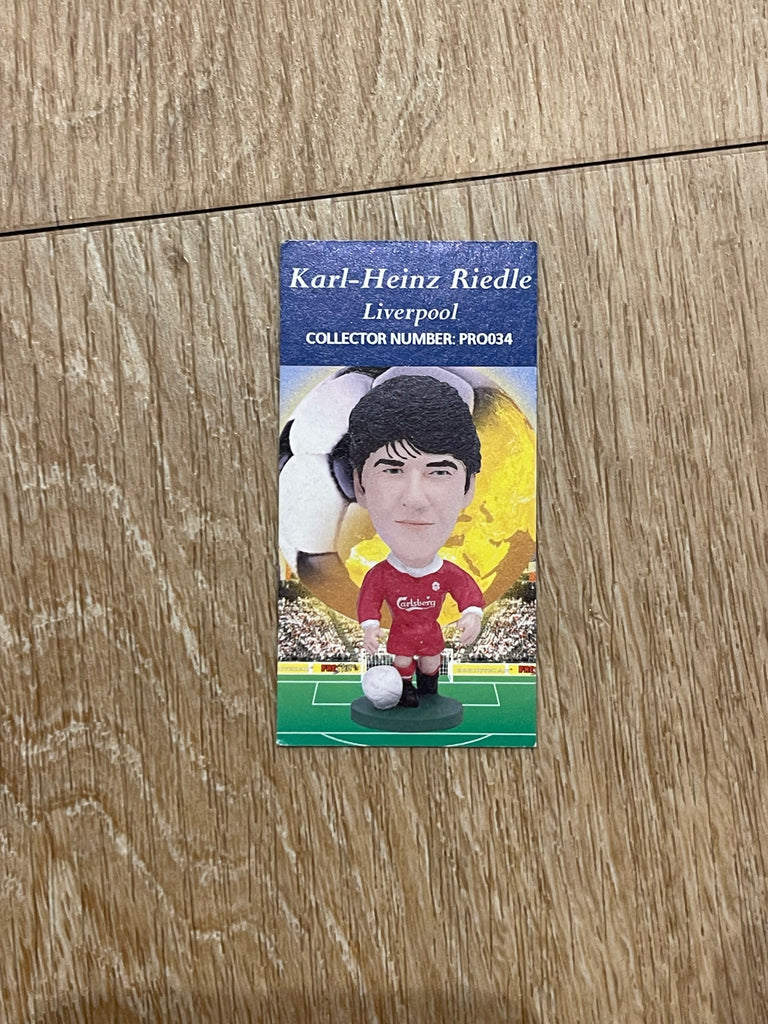 Karl-Heinz Riedle
Liverpool
COLLECTOR NUMBER: PRO034
Carlsberg